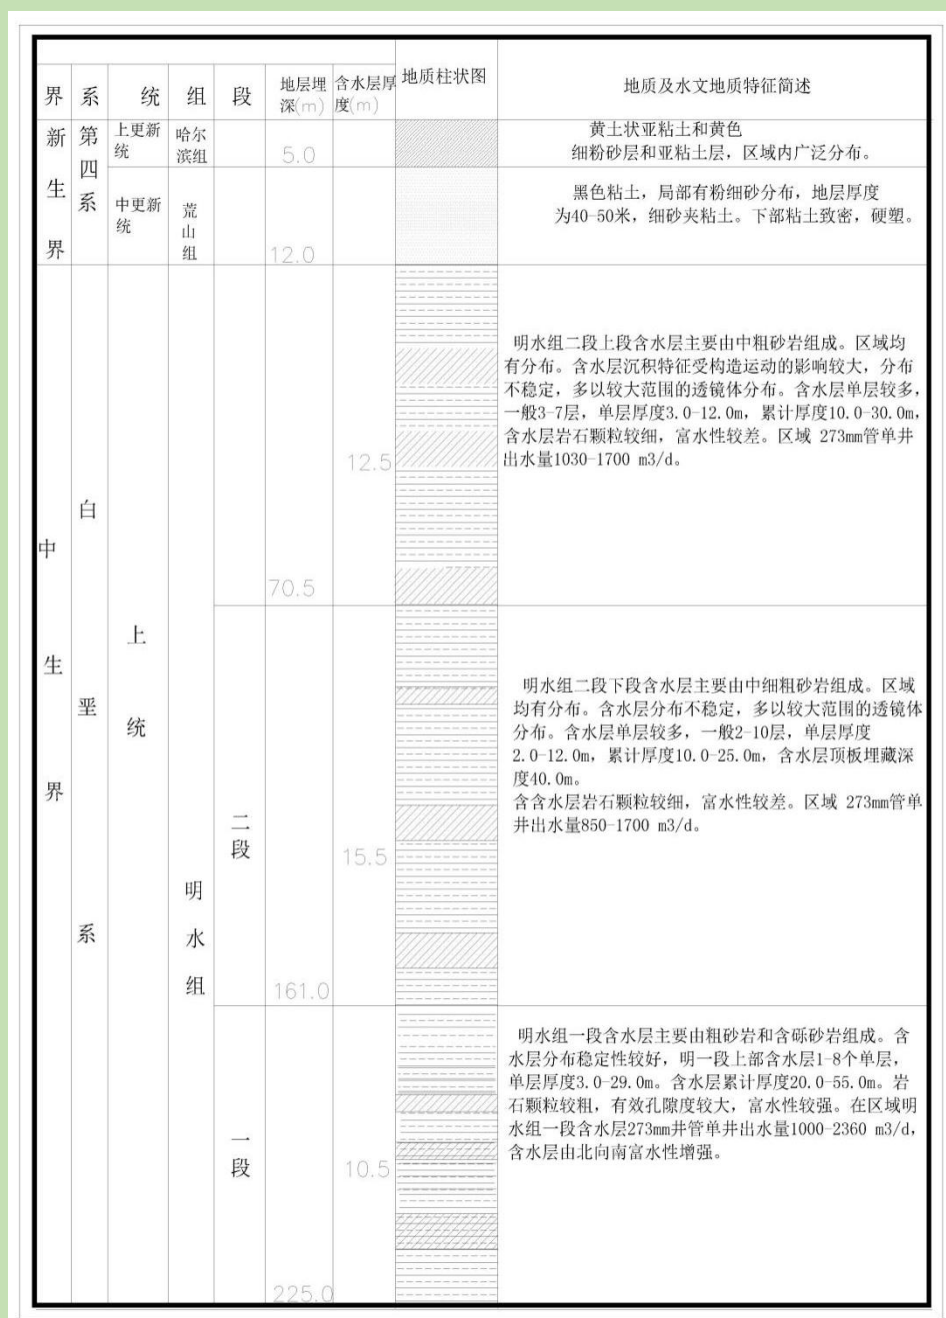 界 系 统 组 段 地层埋深(m) 含水层厚度(m) 地质柱状图 地质及水文地质特征简述
新生界
第四系
上更新统
哈尔滨组
5.0
黄土状亚粘土和黄色
细粉砂层和亚粘土层，区域内广泛分布。
中更新统
荒山组
12.0
黑色粘土，局部有粉细砂分布，地层厚度
为40-50米，细砂夹粘土。下部粘土致密，硬塑。
中生界
白垩系
上统
明水组
二段
12.5
70.5
明水组二段上段含水层主要由中粗砂岩组成。区域均
有分布。含水层沉积特征受构造运动的影响较大，分布
不稳定，多以较大范围的透镜体分布。含水层单层较多，
一般3-7层，单层厚度3.0-12.0m，累计厚度10.0-30.0m，
含水层岩石颗粒较细，富水性较差。区域 273mm管单井
出水量1030-1700 m3/d。
15.5
161.0
明水组二段下段含水层主要由中细粗砂岩组成。区域
均有分布。含水层分布不稳定，多以较大范围的透镜体
分布。含水层单层较多，一般2-10层，单层厚度
2.0-12.0m，累计厚度10.0-25.0m，含水层顶板埋藏深
度40.0m。
含含水层岩石颗粒较细，富水性较差。区域 273mm管单
井出水量850-1700 m3/d。
一段
10.5
225.0
明水组一段含水层主要由粗砂岩和含砾砂岩组成。含
水层分布稳定性较好，明一段上部含水层1-8个单层，
单层厚度3.0-29.0m。含水层累计厚度20.0-55.0m。岩
石颗粒较粗，有效孔隙度较大，富水性较强。在区域明
水组一段含水层273mm井管单井出水量1000-2360 m3/d，
含水层由北向南富水性增强。